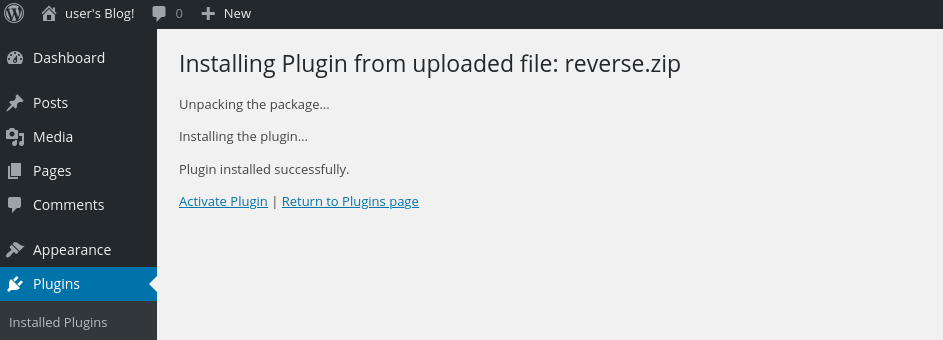 user's Blog! 0 New
Dashboard
Posts
Media
Pages
Comments
Appearance
Plugins
Installed Plugins
Installing Plugin from uploaded file: reverse.zip
Unpacking the package…
Installing the plugin…
Plugin installed successfully.
Activate Plugin | Return to Plugins page